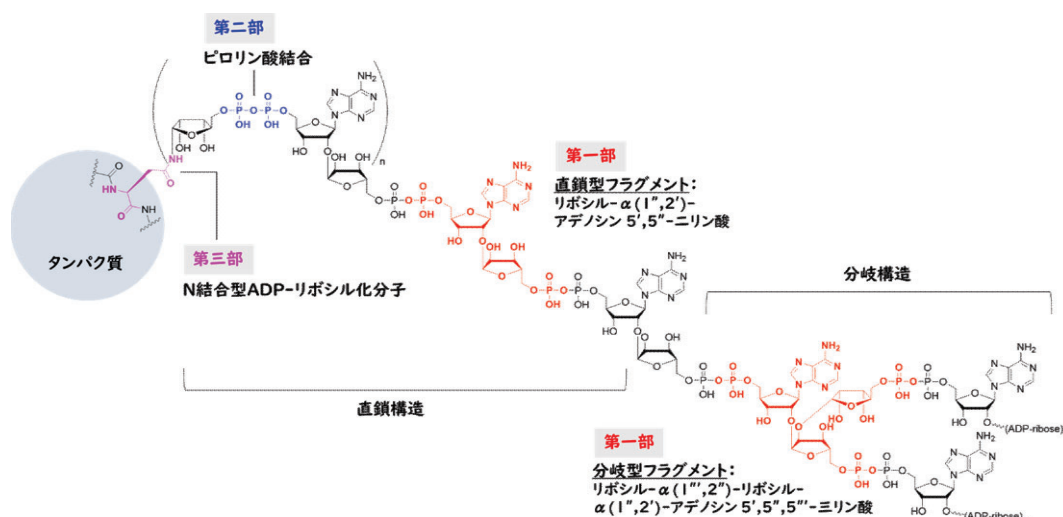 第二部
ピロリン酸結合
第一部
直鎖型フラグメント:
リボシル-α(1″,2′)-
アデノシン 5′,5″-ニリン酸
タンパク質
第三部
N結合型ADP-リボシル化分子
分岐構造
直鎖構造
第一部
分岐型フラグメント:
リボシル-α(1‴,2″)-リボシル-
α(1″,2′)-アデノシン 5′,5″,5‴-三リン酸
NH₂
N
N
N
N
O
O
O
O-P-O-P-O
OH
OH
O
OH
OH
NH
O
HN
O
NH
n
(ADP-ribose)
(ADP-ribose)